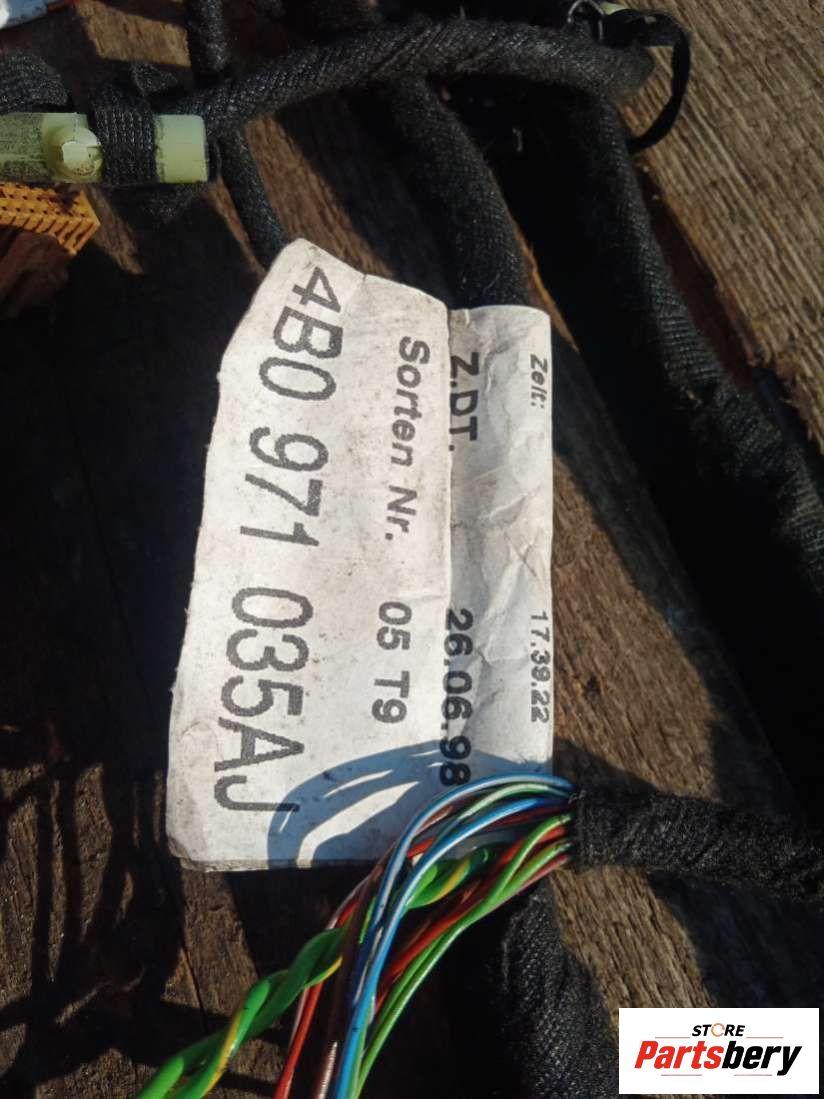 Zeit: 17.39.22
Z.DT. 26.06.98
Sorten Nr. 05 T9
4B0 971 035AJ
STORE
Partsbery